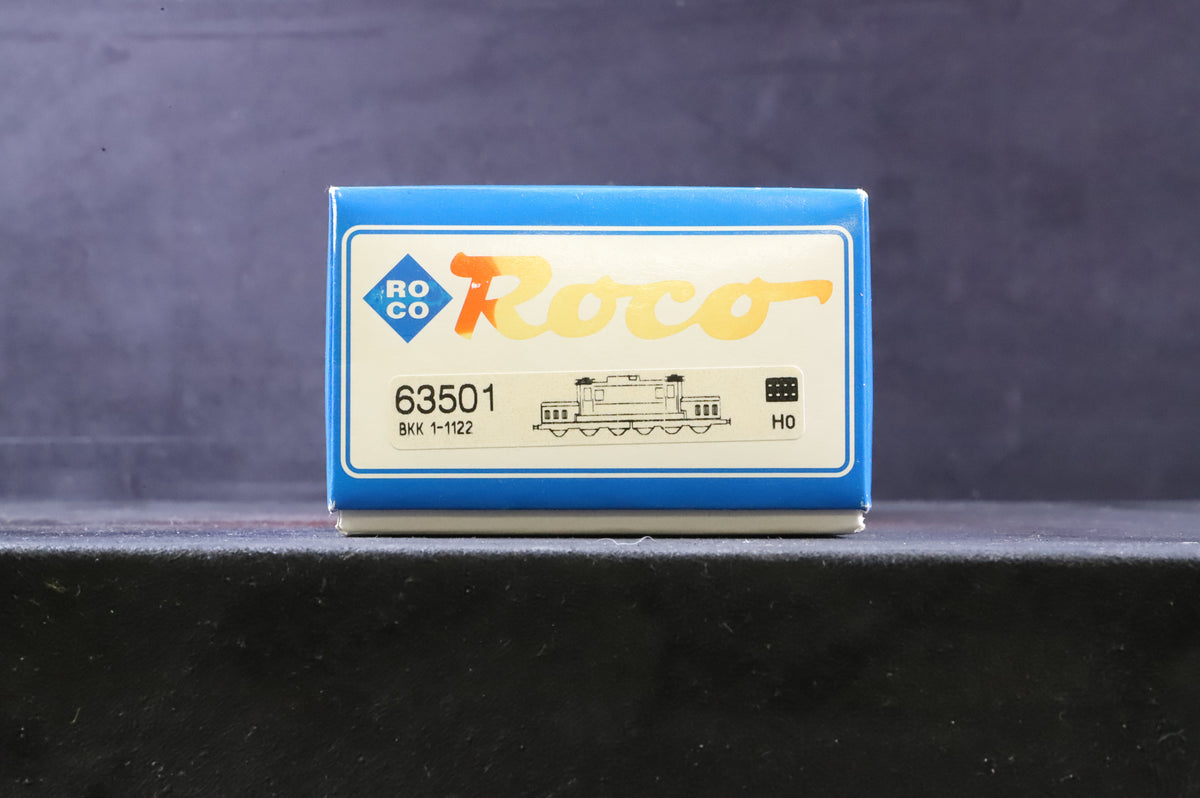 RO
CO
Roco
63501
BKK 1-1122
H0